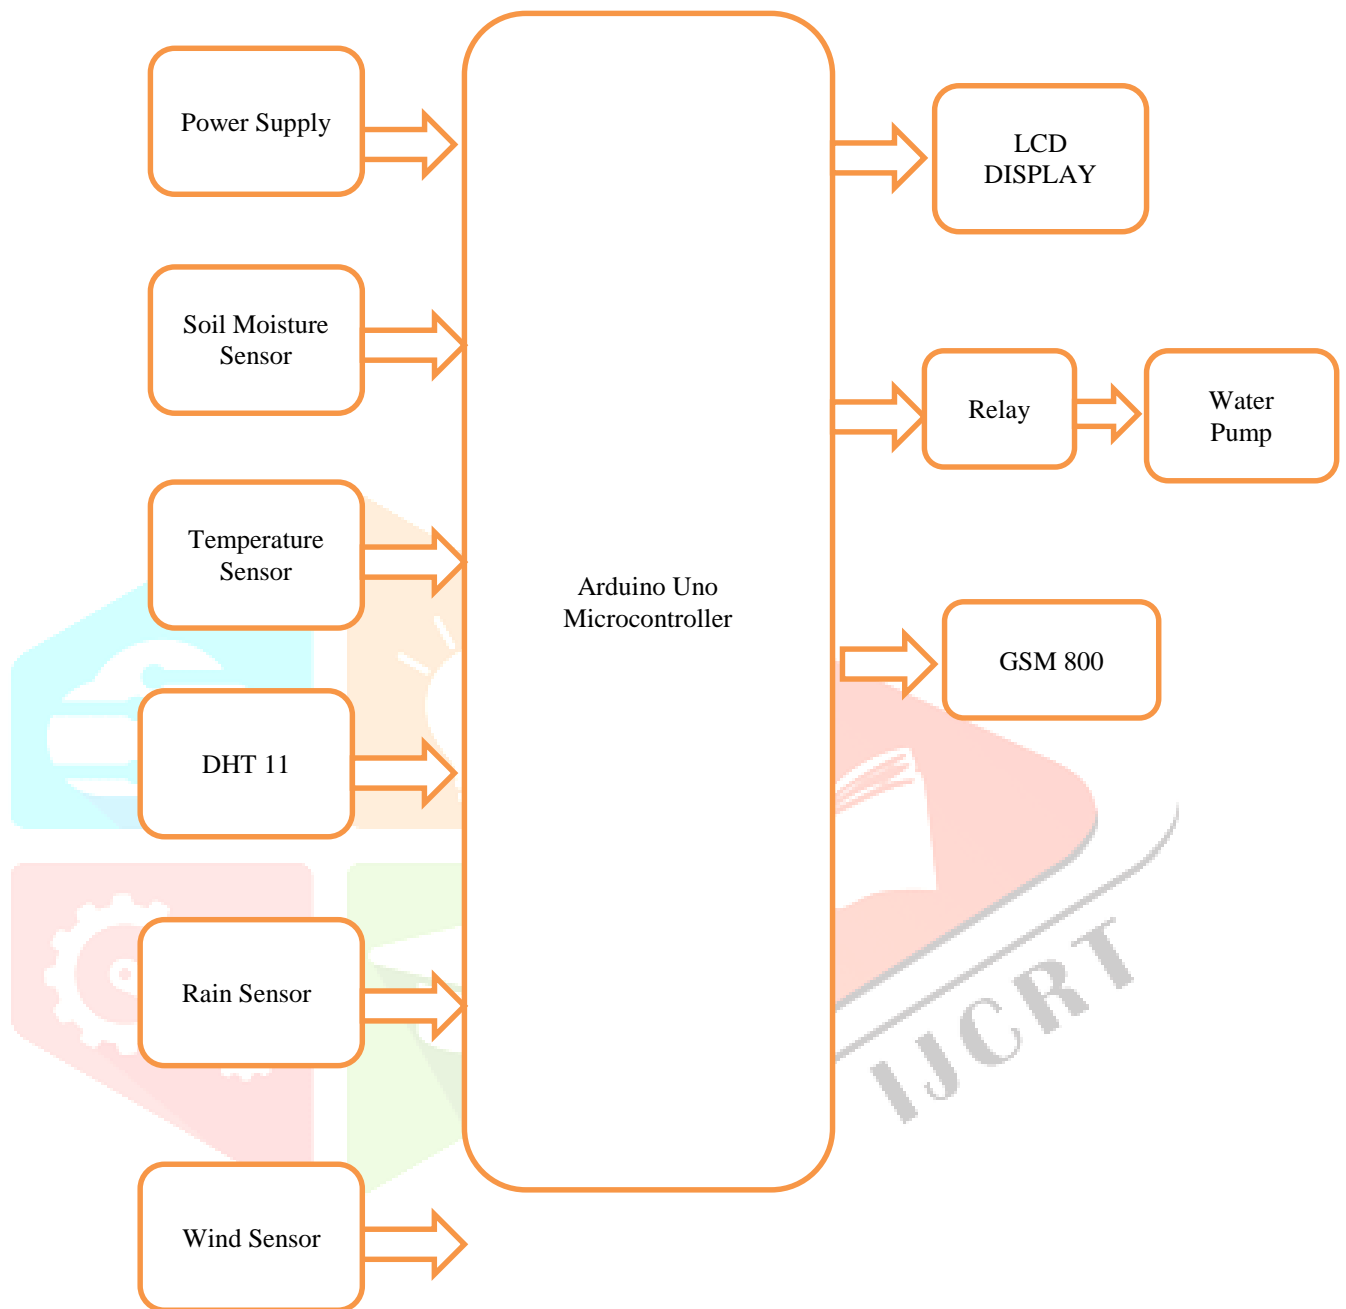 Power Supply
LCD
DISPLAY
Soil Moisture
Sensor
Relay
Water
Pump
Temperature
Sensor
Arduino Uno
Microcontroller
GSM 800
DHT 11
Rain Sensor
IJCRT
Wind Sensor